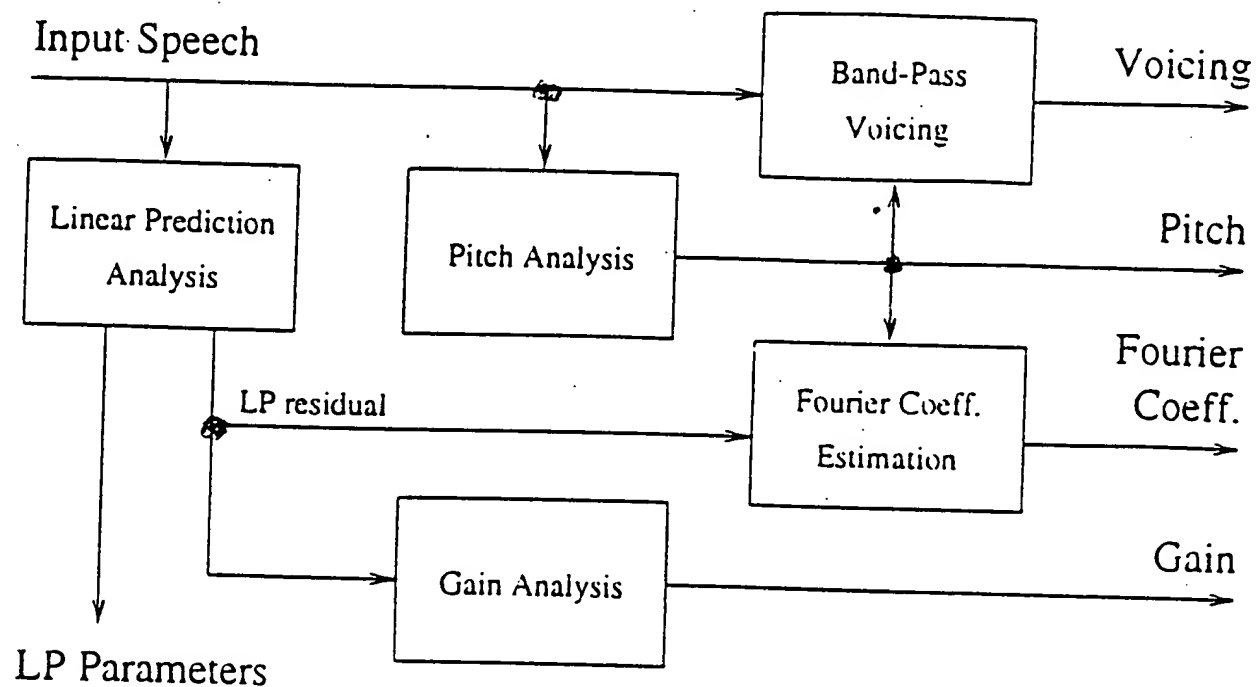 Input Speech
Band-Pass
Voicing
Voicing
Linear Prediction
Analysis
Pitch Analysis
Pitch
Fourier
Coeff.
LP residual
Fourier Coeff.
Estimation
Gain Analysis
Gain
LP Parameters